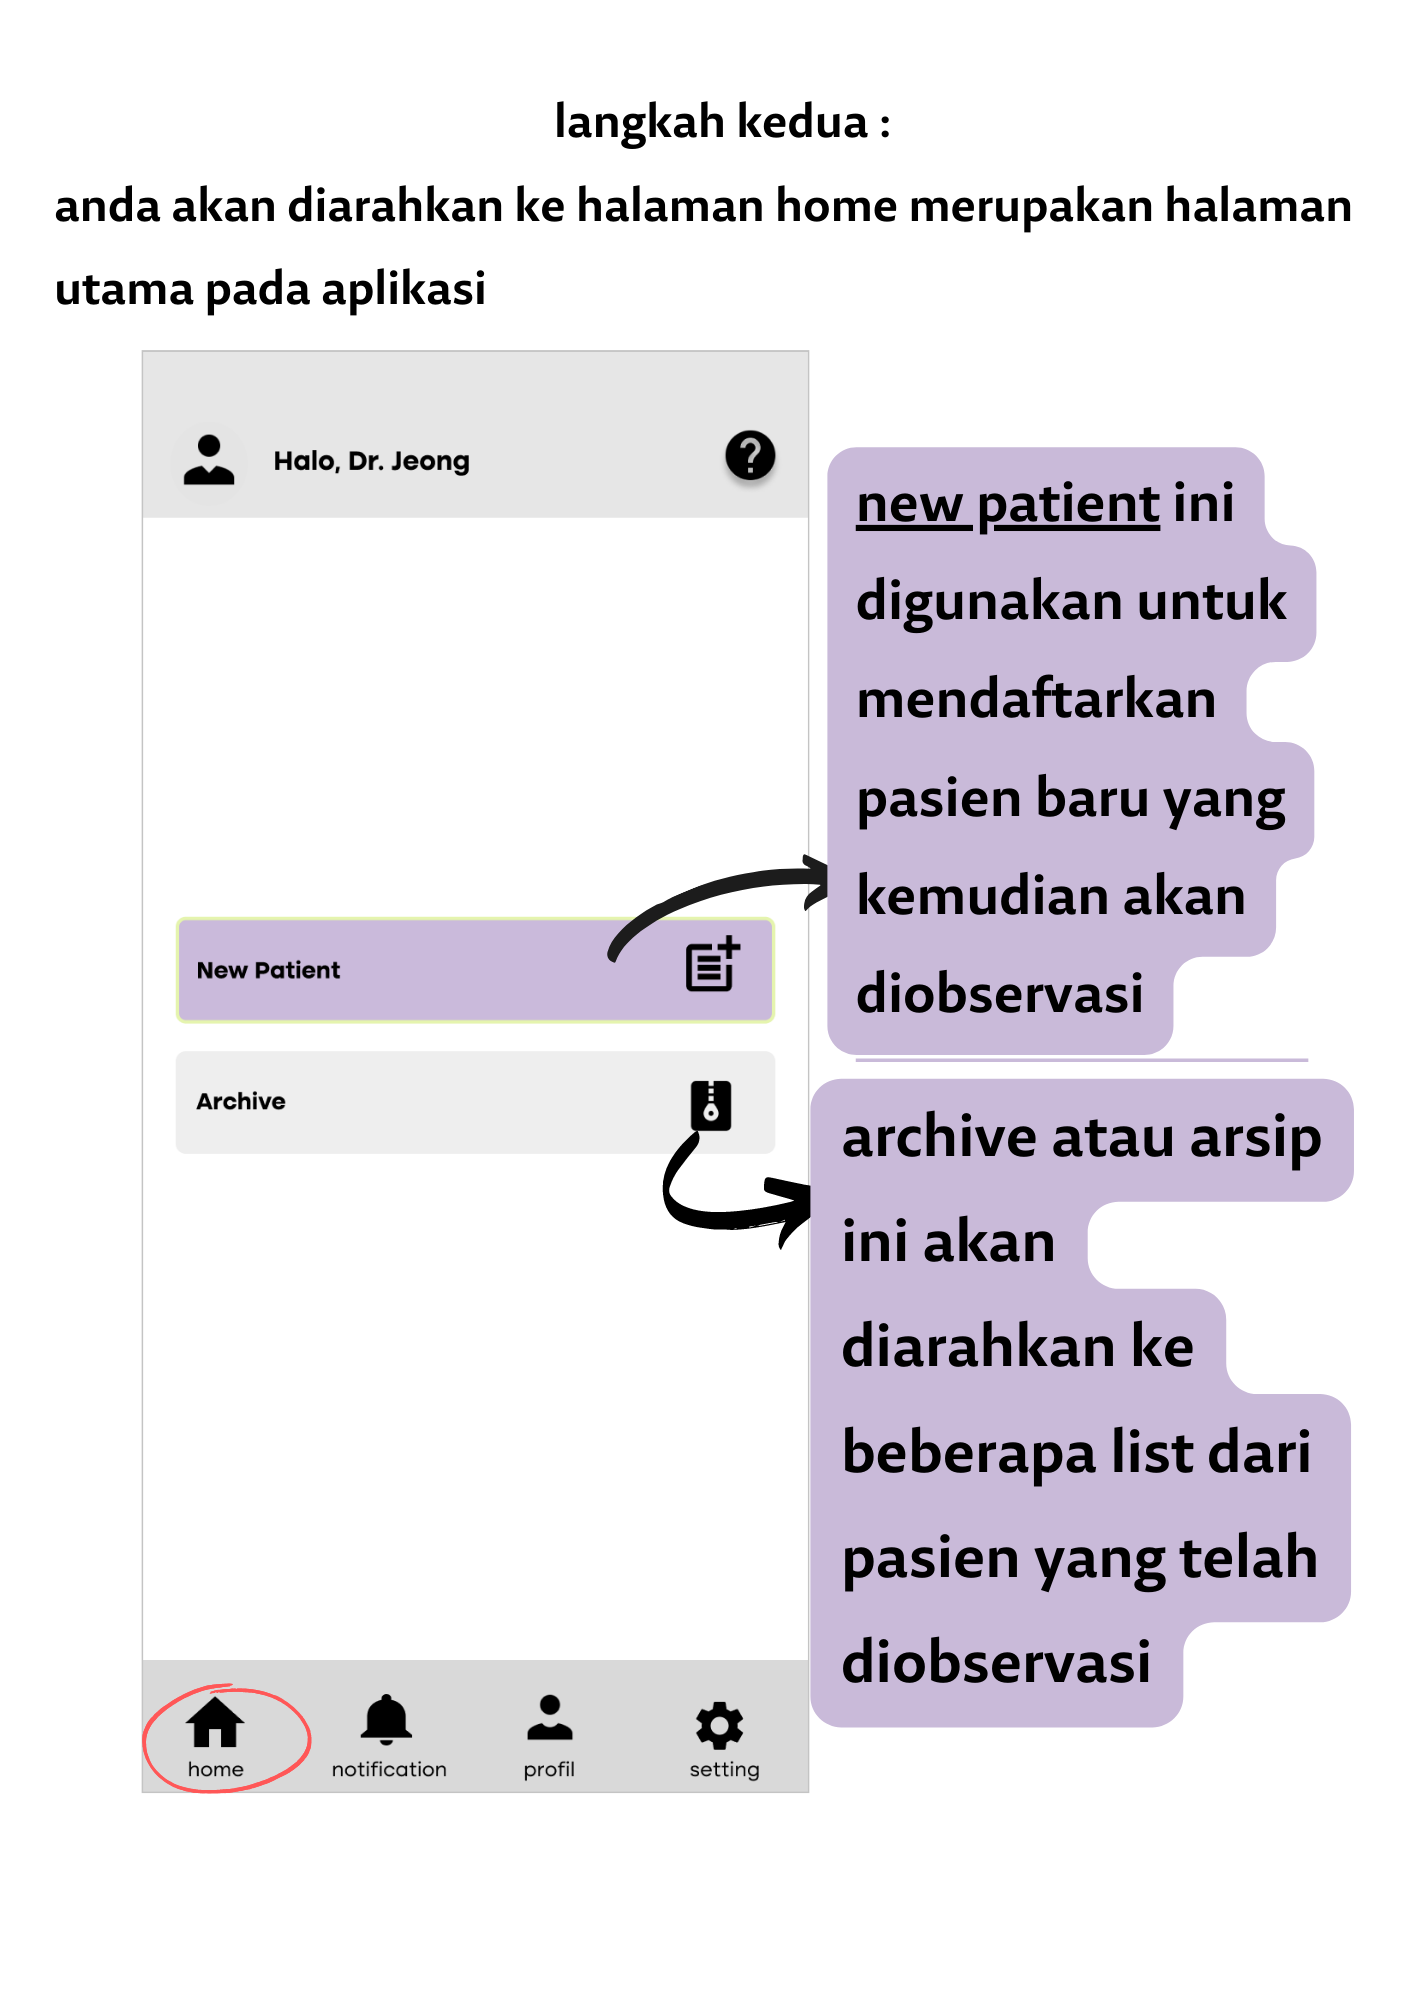 langkah kedua :
anda akan diarahkan ke halaman home merupakan halaman
utama pada aplikasi
Halo, Dr. Jeong
?
new patient ini
digunakan untuk
mendaftarkan
pasien baru yang
kemudian akan
diobservasi
New Patient
Archive
archive atau arsip
ini akan
diarahkan ke
beberapa list dari
pasien yang telah
diobservasi
home
notification
profil
setting